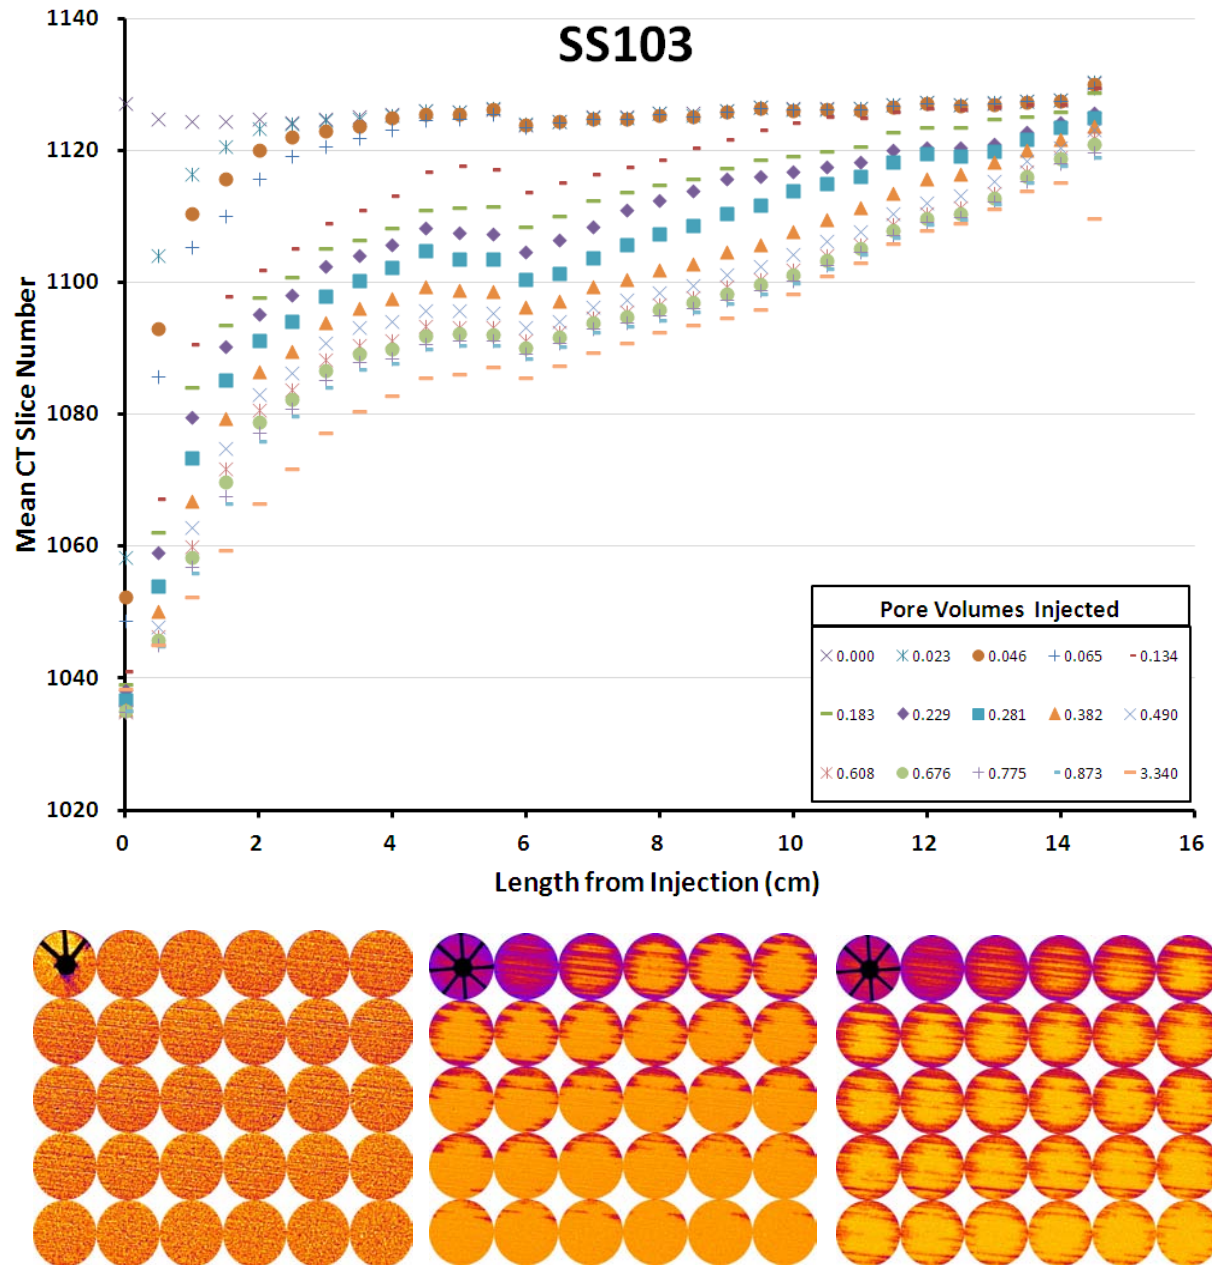 SS103
1140
1120
1100
1080
1060
1040
1020
Mean CT Slice Number
0 2 4 6 8 10 12 14 16
Length from Injection (cm)
Pore Volumes Injected
0.000 0.023 0.046 0.065 0.134
0.183 0.229 0.281 0.382 0.490
0.608 0.676 0.775 0.873 3.340